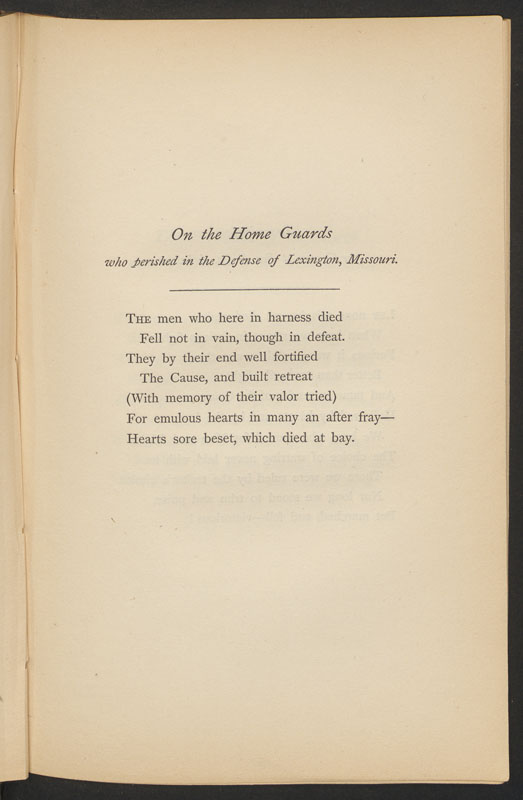 On the Home Guards
who perished in the Defense of Lexington, Missouri.
THE men who here in harness died
Fell not in vain, though in defeat.
They by their end well fortified
The Cause, and built retreat
(With memory of their valor tried)
For emulous hearts in many an after fray—
Hearts sore beset, which died at bay.